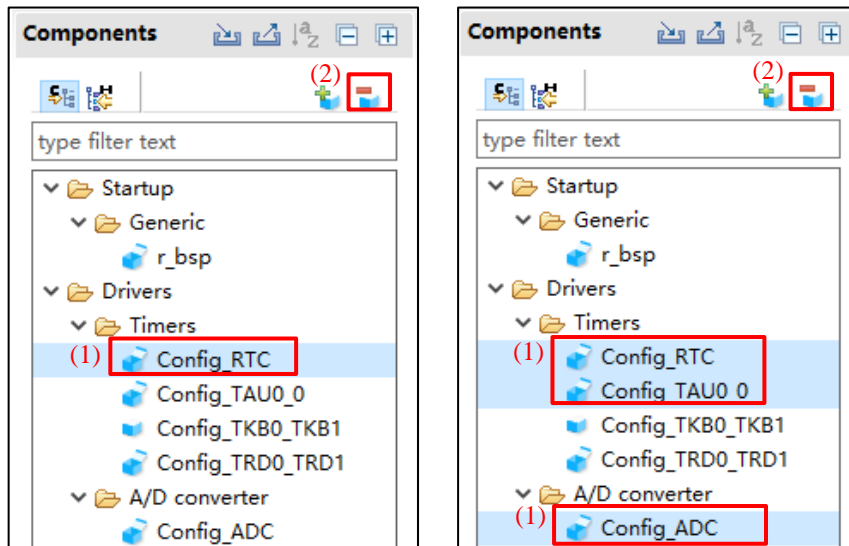 Components
(2)
type filter text
Startup
Generic
r_bsp
Drivers
Timers
(1) Config_RTC
Config_TAU0_0
Config_TKB0_TKB1
Config_TRD0_TRD1
A/D converter
Config_ADC
Components
(2)
type filter text
Startup
Generic
r_bsp
Drivers
Timers
(1) Config_RTC
Config_TAU0_0
Config_TKB0_TKB1
Config_TRD0_TRD1
A/D converter
(1) Config_ADC